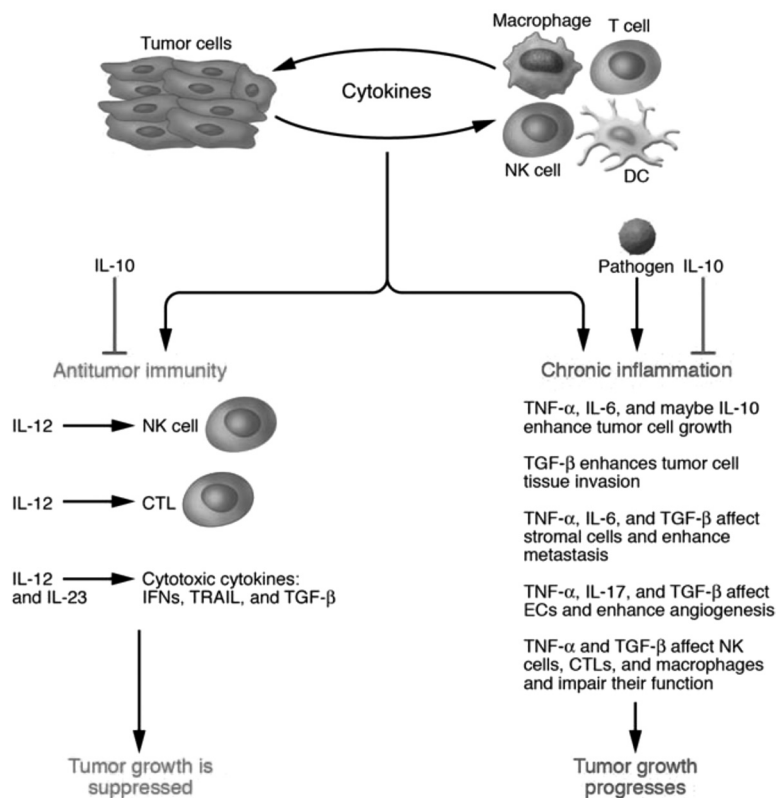 Macrophage
T cell
Tumor cells
Cytokines
NK cell
DC
IL-10
Pathogen
IL-10
Antitumor immunity
IL-12
NK cell
IL-12
CTL
IL-12
and IL-23
Cytotoxic cytokines:
IFNs, TRAIL, and TGF-β
Tumor growth is
suppressed
Chronic inflammation
TNF-α, IL-6, and maybe IL-10
enhance tumor cell growth
TGF-β enhances tumor cell
tissue invasion
TNF-α, IL-6, and TGF-β affect
stromal cells and enhance
metastasis
TNF-α, IL-17, and TGF-β affect
ECs and enhance angiogenesis
TNF-α and TGF-β affect NK
cells, CTLs, and macrophages
and impair their function
Tumor growth
progresses